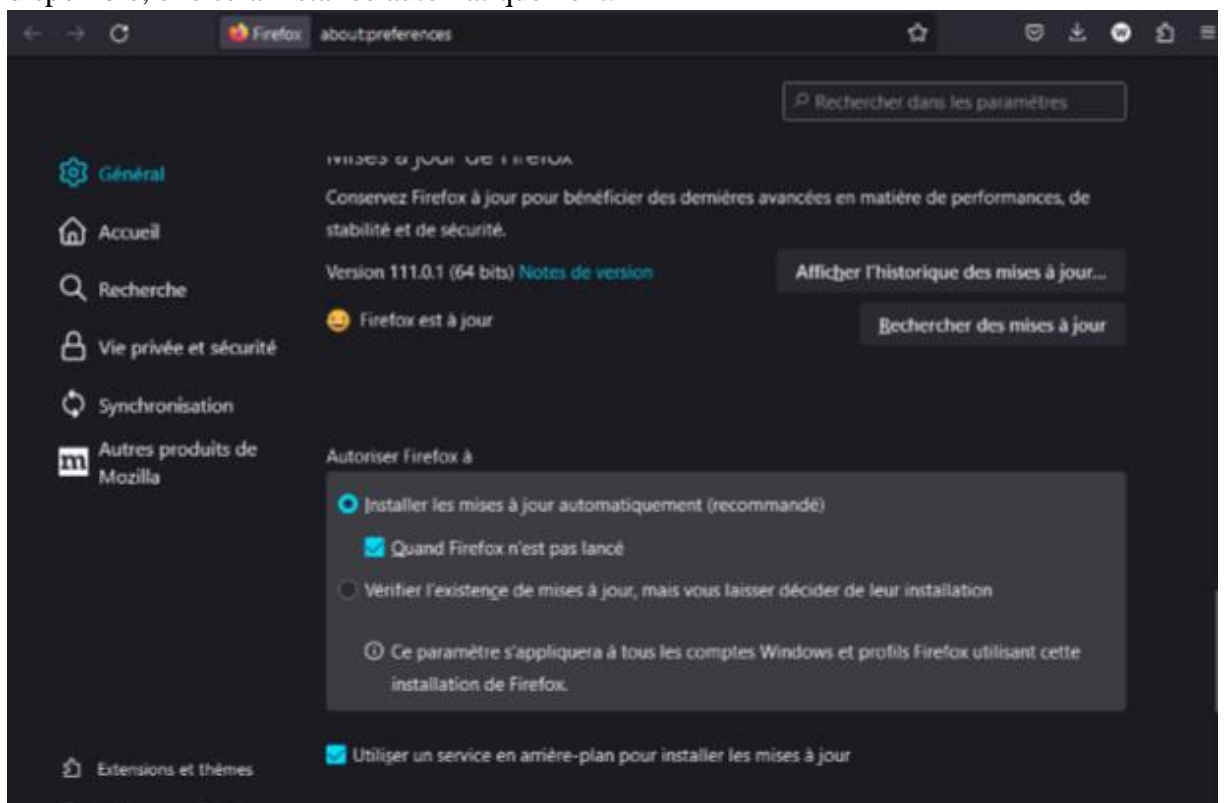 Firefox
about:preferences
Rechercher dans les paramètres
Général
Accueil
Recherche
Vie privée et sécurité
Synchronisation
Autres produits de
Mozilla
Mises à jour de Firefox
Conservez Firefox à jour pour bénéficier des dernières avancées en matière de performances, de
stabilité et de sécurité.
Version 111.0.1 (64 bits) Notes de version
Afficher l'historique des mises à jour...
Firefox est à jour
Rechercher des mises à jour
Autoriser Firefox à
Installer les mises à jour automatiquement (recommandé)
Quand Firefox n'est pas lancé
Vérifier l'existence de mises à jour, mais vous laisser décider de leur installation
Ce paramètre s'appliquera à tous les comptes Windows et profils Firefox utilisant cette
installation de Firefox.
Utiliser un service en arrière-plan pour installer les mises à jour
Extensions et thèmes